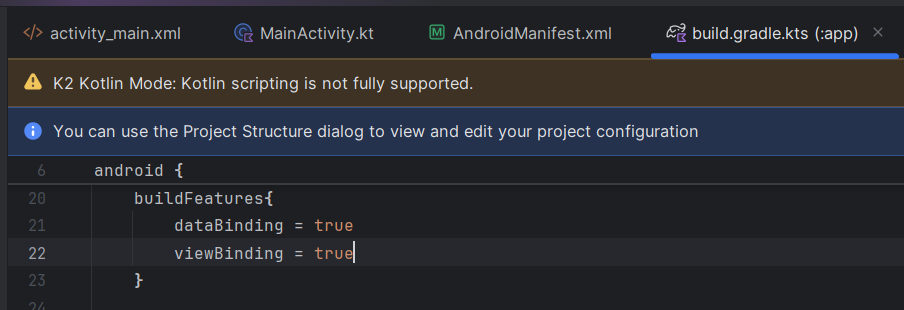 activity_main.xml MainActivity.kt AndroidManifest.xml build.gradle.kts (:app)
K2 Kotlin Mode: Kotlin scripting is not fully supported.
You can use the Project Structure dialog to view and edit your project configuration
6 android {
20 buildFeatures{
21 dataBinding = true
22 viewBinding = true
23 }
24